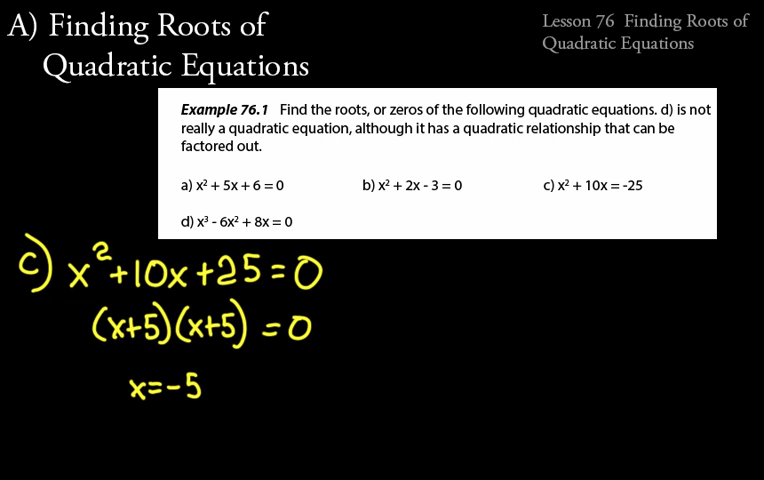 A) Finding Roots of
Quadratic Equations
Lesson 76 Finding Roots of
Quadratic Equations
Example 76.1 Find the roots, or zeros of the following quadratic equations. d) is not
really a quadratic equation, although it has a quadratic relationship that can be
factored out.
a) x² + 5x + 6 = 0 b) x² + 2x - 3 = 0 c) x² + 10x = -25
d) x³ - 6x² + 8x = 0
c) x²+10x+25=0
(x+5)(x+5) = 0
x=-5